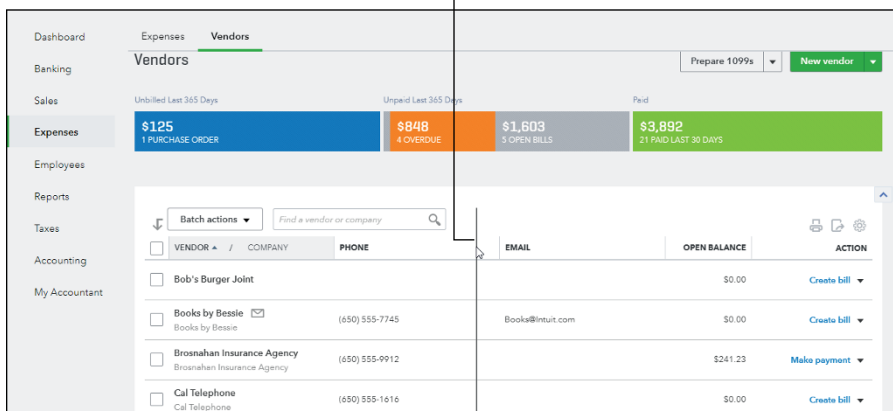 Dashboard
Banking
Sales
Expenses
Employees
Reports
Taxes
Accounting
My Accountant
Expenses Vendors
Vendors
Prepare 1099s New vendor
Unbilled Last 365 Days Unpaid Last 365 Days Paid
$125 $848 $1,603 $3,892
1 PURCHASE ORDER 4 OVERDUE 5 OPEN BILLS 21 PAID LAST 30 DAYS
Batch actions Find a vendor or company
VENDOR / COMPANY PHONE EMAIL OPEN BALANCE ACTION
Bob's Burger Joint $0.00 Create bill
Books by Bessie (650) 555-7745 Books@Intuit.com $0.00 Create bill
Books by Bessie
Brosnahan Insurance Agency (650) 555-9912 $241.23 Make payment
Brosnahan Insurance Agency
Cal Telephone (650) 555-1616 $0.00 Create bill
Cal Telephone